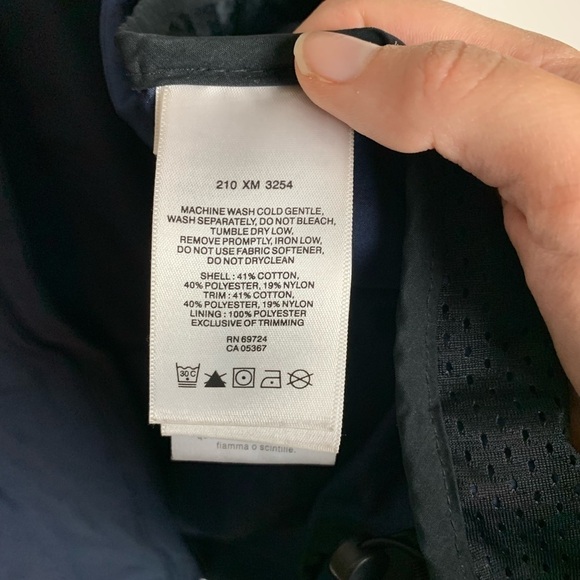 210 XM 3254
MACHINE WASH COLD GENTLE,
WASH SEPARATELY, DO NOT BLEACH,
TUMBLE DRY LOW,
REMOVE PROMPTLY, IRON LOW,
DO NOT USE FABRIC SOFTENER,
DO NOT DRYCLEAN
SHELL : 41% COTTON,
40% POLYESTER, 19% NYLON
TRIM : 41% COTTON,
40% POLYESTER, 19% NYLON
LINING : 100% POLYESTER
EXCLUSIVE OF TRIMMING
RN 69724
CA 05367
30 C
fiamma o scintille.